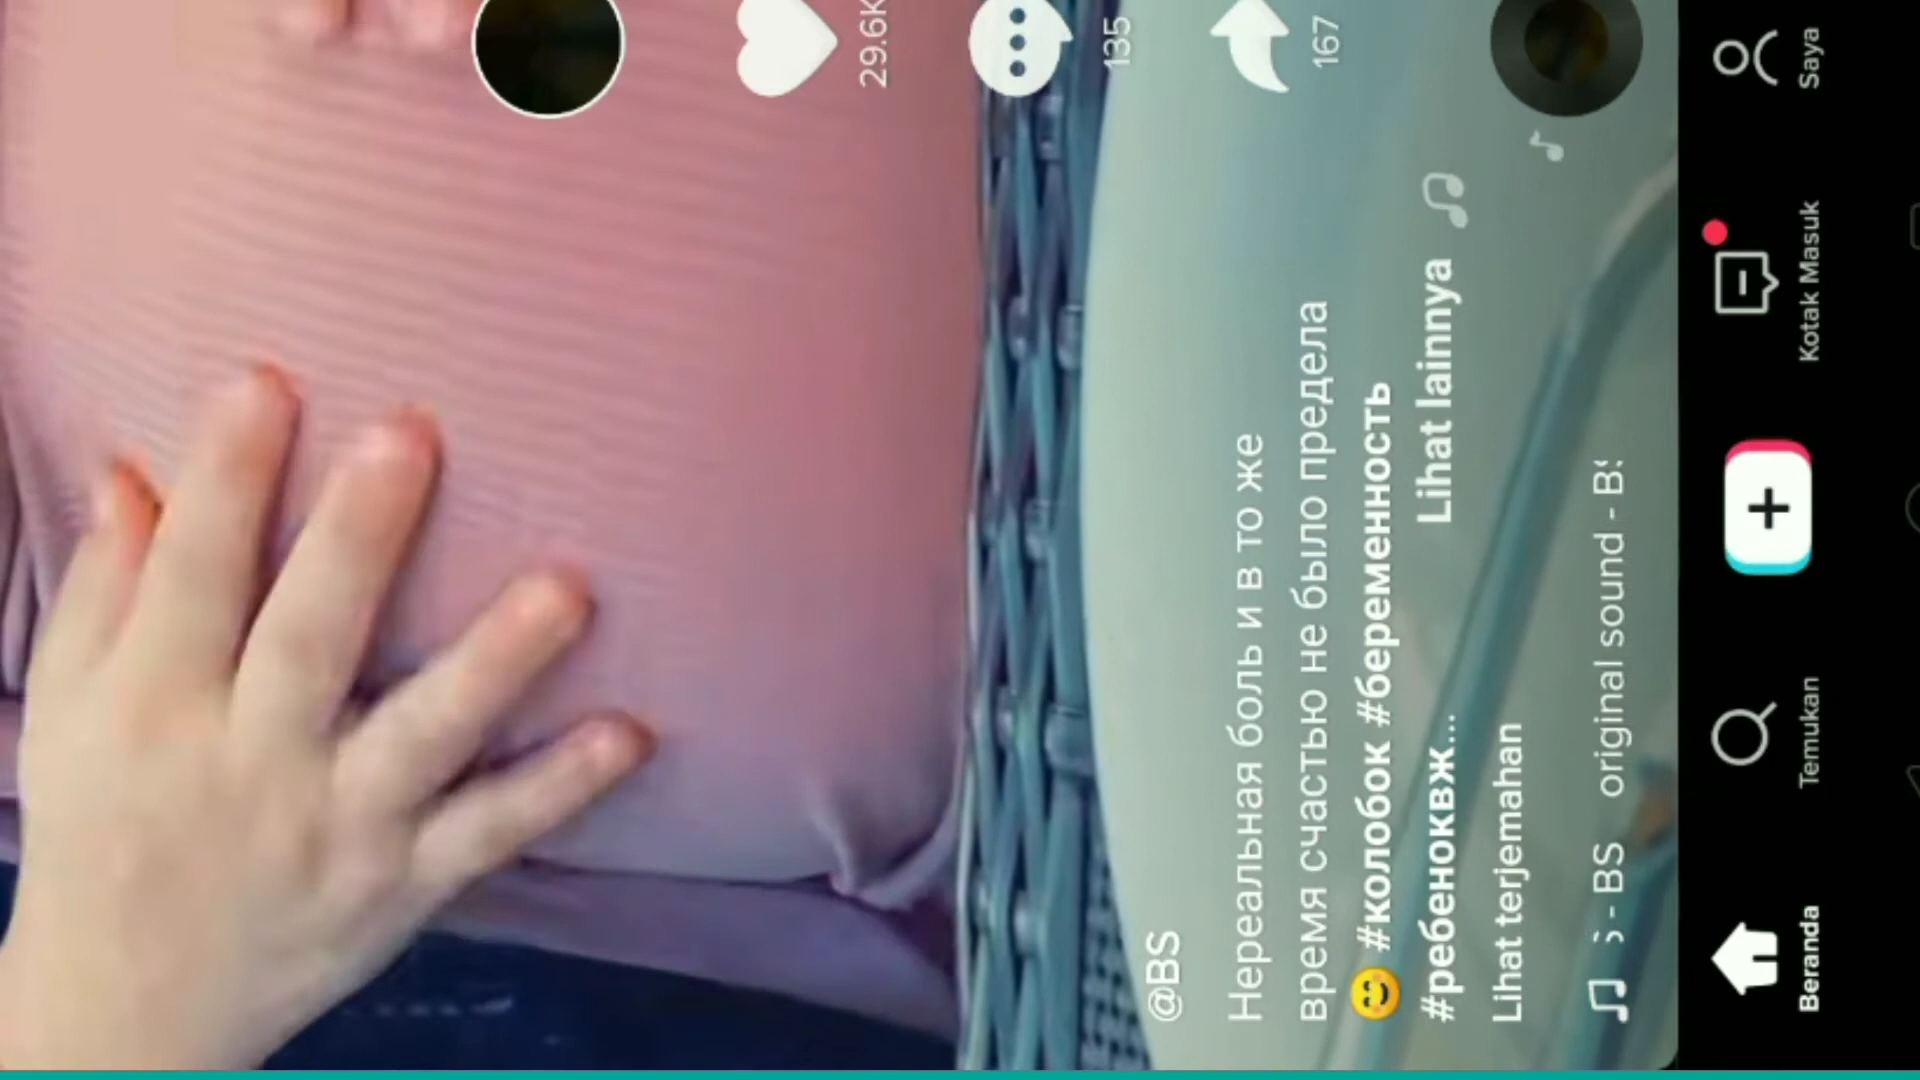 29.6K
135
167
@BS
Нереальная боль и в то же
время счастью не было предела
😊 #колобок #беременность
#ребеноквж... Lihat lainnya
Lihat terjemahan
- BS original sound - BS
Beranda
Temukan
Kotak Masuk
Saya